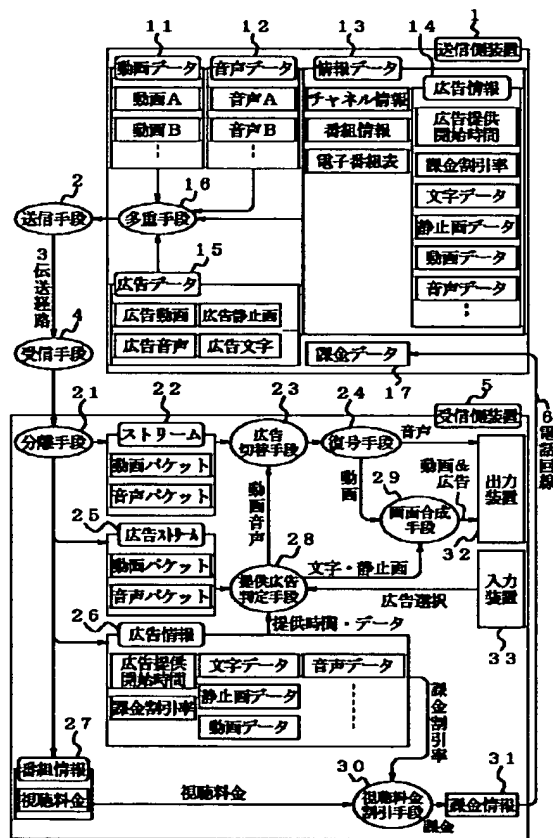 11 12 13 14 1
送信側装置
動画データ 音声データ 情報データ
動画A 音声A チャネル情報 広告情報
動画B 音声B 番組情報 広告提供
開始時間
電子番組表
課金割引率
16
2
送信手段 多重手段 文字データ
静止画データ
15
動画データ
3伝送経路 広告データ
音声データ
4
広告動画 広告静止画
受信手段 広告音声 広告文字 課金データ
17
5
受信側装置
6電話回線
21 22 23 24
分離手段 ストリーム 広告
切替手段 復号手段 音声
動画パケット
音声パケット
動画 29 動画&
広告
出力
装置
画面合成
手段
32
25
広告ストリーム
動画音声
28
動画パケット 文字・静止画
音声パケット 提供広告
判定手段 広告選択
入力
装置
26
提供時間・データ
33
広告情報
広告提供
開始時間 文字データ 音声データ
課金割引率 静止画データ
動画データ
課金割引率
27
番組情報
30 31
視聴料金 視聴料金 視聴料金
割引手段 課金情報
課金